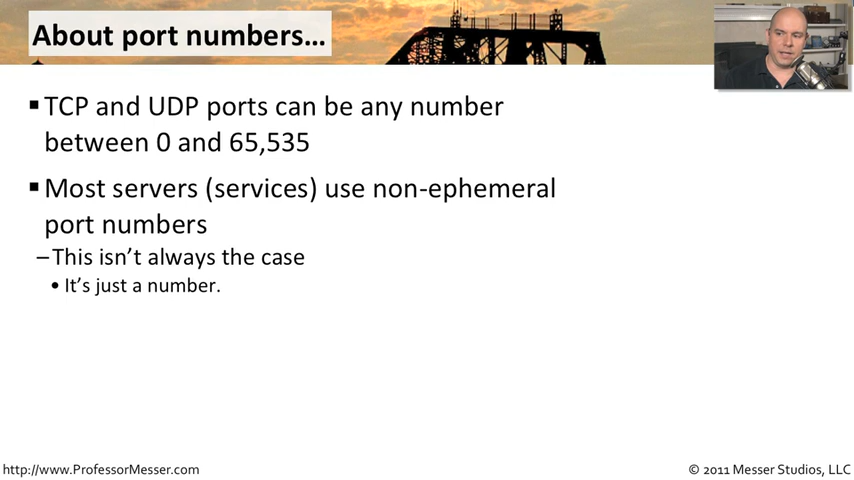 About port numbers...
▪ TCP and UDP ports can be any number
between 0 and 65,535
▪ Most servers (services) use non-ephemeral
port numbers
– This isn't always the case
• It's just a number.
http://www.ProfessorMesser.com
© 2011 Messer Studios, LLC